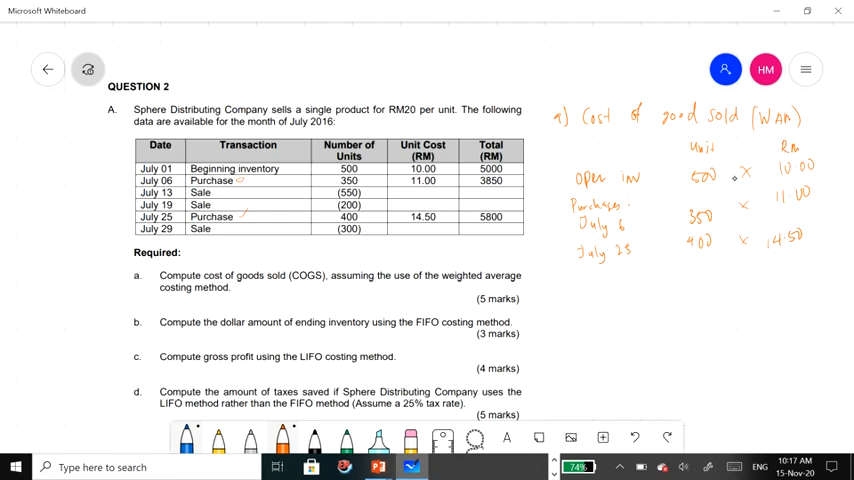 Microsoft Whiteboard
HM
QUESTION 2
A. Sphere Distributing Company sells a single product for RM20 per unit. The following
data are available for the month of July 2016:
Date Transaction Number of Units Unit Cost (RM) Total (RM)
July 01 Beginning inventory 500 10.00 5000
July 06 Purchase 350 11.00 3850
July 13 Sale (550)
July 19 Sale (200)
July 25 Purchase 400 14.50 5800
July 29 Sale (300)
Required:
a. Compute cost of goods sold (COGS), assuming the use of the weighted average
costing method.
(5 marks)
b. Compute the dollar amount of ending inventory using the FIFO costing method.
(3 marks)
c. Compute gross profit using the LIFO costing method.
(4 marks)
d. Compute the amount of taxes saved if Sphere Distributing Company uses the
LIFO method rather than the FIFO method (Assume a 25% tax rate).
(5 marks)
a) Cost of good sold (WAM)
Unit Rm
Open inv 500 x 10.00
Purchases.
July 6 350 x 11.00
July 25 400 x 14.50
Type here to search
74%
ENG
10:17 AM
15-Nov-20